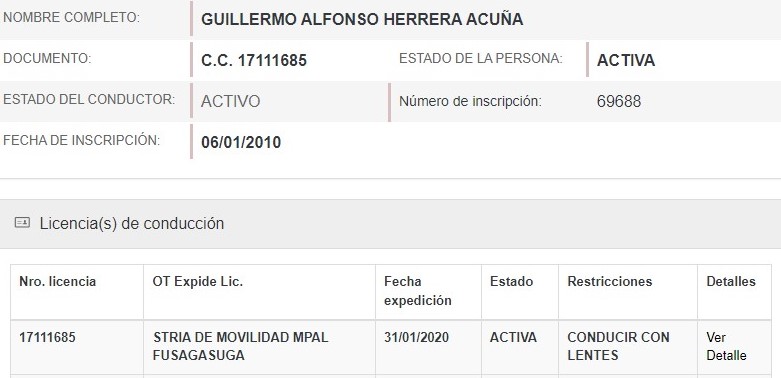 NOMBRE COMPLETO: GUILLERMO ALFONSO HERRERA ACUÑA
DOCUMENTO: C.C. 17111685 ESTADO DE LA PERSONA: ACTIVA
ESTADO DEL CONDUCTOR: ACTIVO Número de inscripción: 69688
FECHA DE INSCRIPCIÓN: 06/01/2010
Licencia(s) de conducción
Nro. licencia OT Expide Lic. Fecha expedición Estado Restricciones Detalles
17111685 STRIA DE MOVILIDAD MPAL FUSAGASUGA 31/01/2020 ACTIVA CONDUCIR CON LENTES Ver Detalle